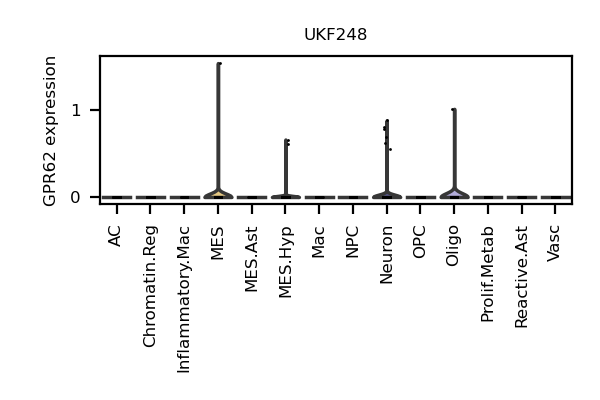 UKF248
GPR62 expression
1
0
AC
Chromatin.Reg
Inflammatory.Mac
MES
MES.Ast
MES.Hyp
Mac
NPC
Neuron
OPC
Oligo
Prolif.Metab
Reactive.Ast
Vasc